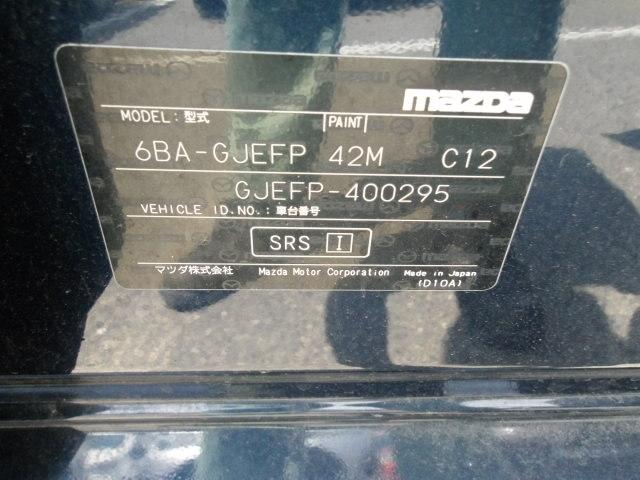 mazda
MODEL: 型式 PAINT
6BA-GJEFP 42M C12
GJEFP-400295
VEHICLE ID.NO.: 車台番号
SRS I
マツダ株式会社 Mazda Motor Corporation Made in Japan
(D10A)